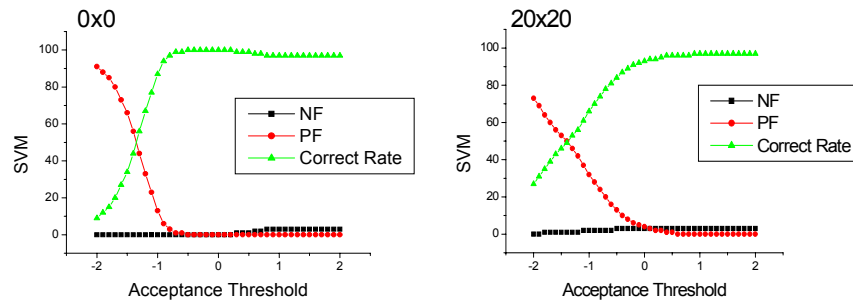 0x0
SVM
100
80
60
40
20
0
-2 -1 0 1 2
Acceptance Threshold
NF
PF
Correct Rate
20x20
SVM
100
80
60
40
20
0
-2 -1 0 1 2
Acceptance Threshold
NF
PF
Correct Rate